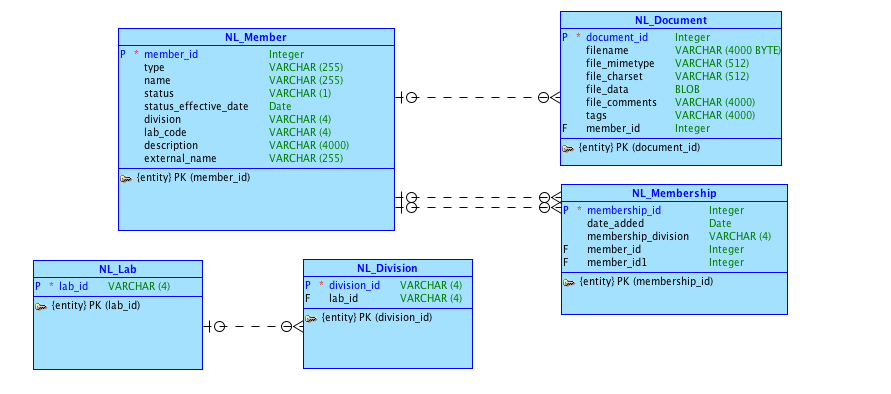 NL_Member
P * member_id Integer
type VARCHAR (255)
name VARCHAR (255)
status VARCHAR (1)
status_effective_date Date
division VARCHAR (4)
lab_code VARCHAR (4)
description VARCHAR (4000)
external_name VARCHAR (255)
{entity} PK (member_id)
NL_Document
P * document_id Integer
filename VARCHAR (4000 BYTE)
file_mimetype VARCHAR (512)
file_charset VARCHAR (512)
file_data BLOB
file_comments VARCHAR (4000)
tags VARCHAR (4000)
F member_id Integer
{entity} PK (document_id)
NL_Membership
P * membership_id Integer
date_added Date
membership_division VARCHAR (4)
F member_id Integer
F member_id1 Integer
{entity} PK (membership_id)
NL_Lab
P * lab_id VARCHAR (4)
{entity} PK (lab_id)
NL_Division
P * division_id VARCHAR (4)
F lab_id VARCHAR (4)
{entity} PK (division_id)